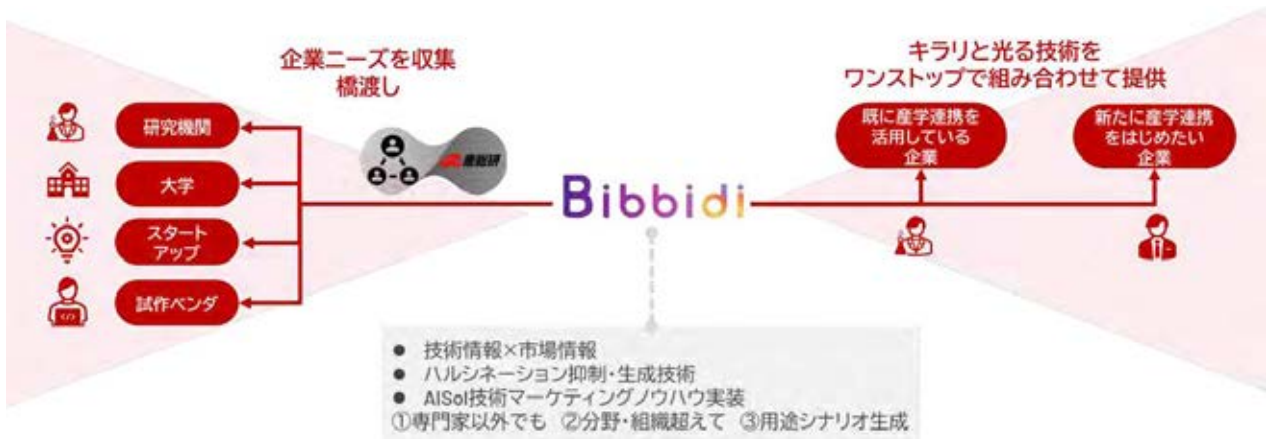 企業ニーズを収集
橋渡し
研究機関
大学
スタート
アップ
試作ベンダ
産総研
Bibbidi
キラリと光る技術を
ワンストップで組み合わせて提供
既に産学連携を
活用している
企業
新たに産学連携
をはじめたい
企業
● 技術情報×市場情報
● ハルシネーション抑制・生成技術
● AISol技術マーケティングノウハウ実装
①専門家以外でも ②分野・組織超えて ③用途シナリオ生成